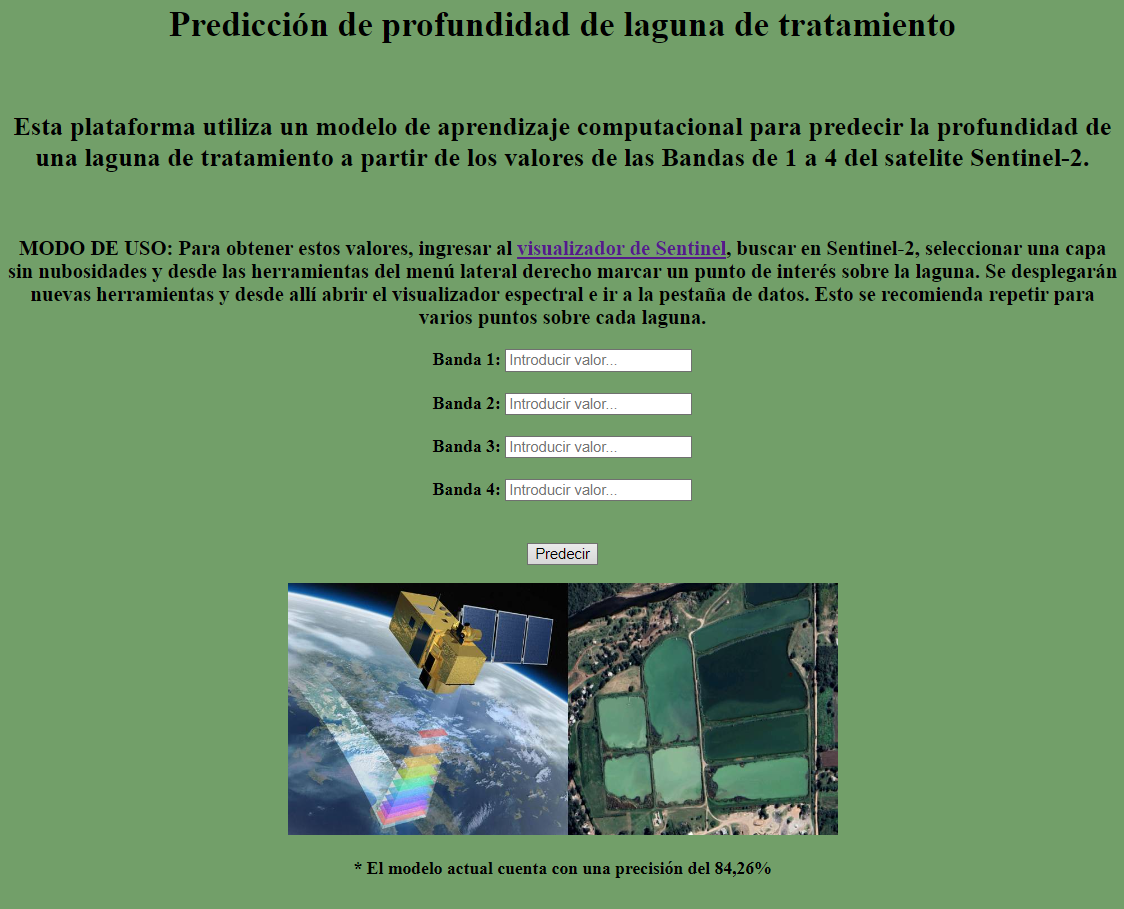 Predicción de profundidad de laguna de tratamiento
Esta plataforma utiliza un modelo de aprendizaje computacional para predecir la profundidad de
una laguna de tratamiento a partir de los valores de las Bandas de 1 a 4 del satelite Sentinel-2.
MODO DE USO: Para obtener estos valores, ingresar al visualizador de Sentinel, buscar en Sentinel-2, seleccionar una capa
sin nubosidades y desde las herramientas del menú lateral derecho marcar un punto de interés sobre la laguna. Se desplegarán
nuevas herramientas y desde allí abrir el visualizador espectral e ir a la pestaña de datos. Esto se recomienda repetir para
varios puntos sobre cada laguna.
Banda 1: Introducir valor...
Banda 2: Introducir valor...
Banda 3: Introducir valor...
Banda 4: Introducir valor...
Predecir
* El modelo actual cuenta con una precisión del 84,26%